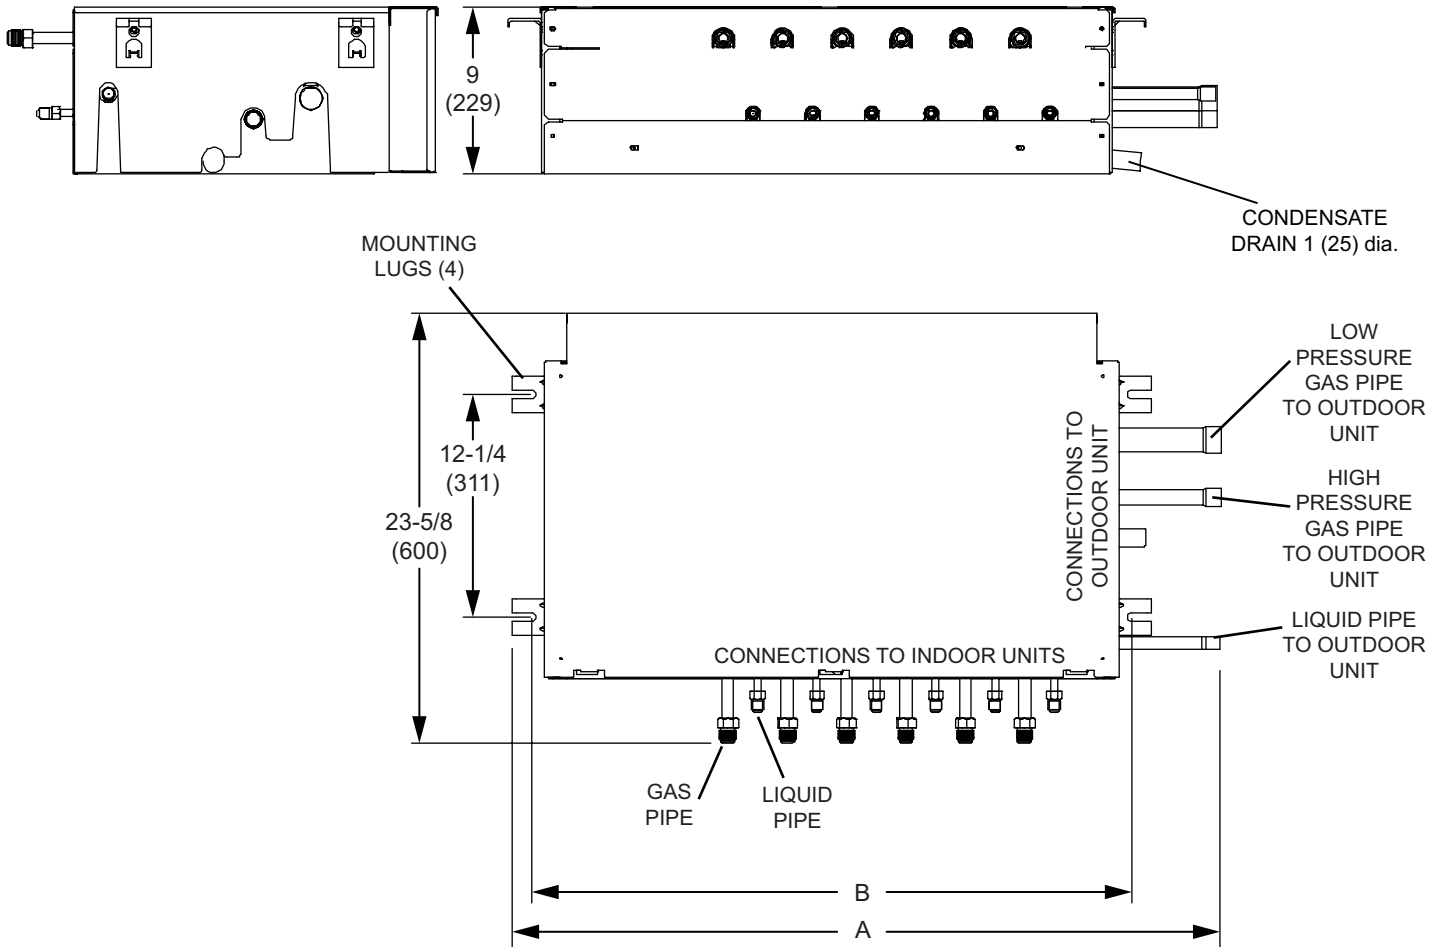 9
(229)
CONDENSATE
DRAIN 1 (25) dia.
MOUNTING
LUGS (4)
LOW
PRESSURE
GAS PIPE
TO OUTDOOR
UNIT
12-1/4
(311)
CONNECTIONS TO
OUTDOOR UNIT
HIGH
PRESSURE
GAS PIPE
TO OUTDOOR
UNIT
23-5/8
(600)
LIQUID PIPE
TO OUTDOOR
UNIT
CONNECTIONS TO INDOOR UNITS
GAS
PIPE
LIQUID
PIPE
B
A